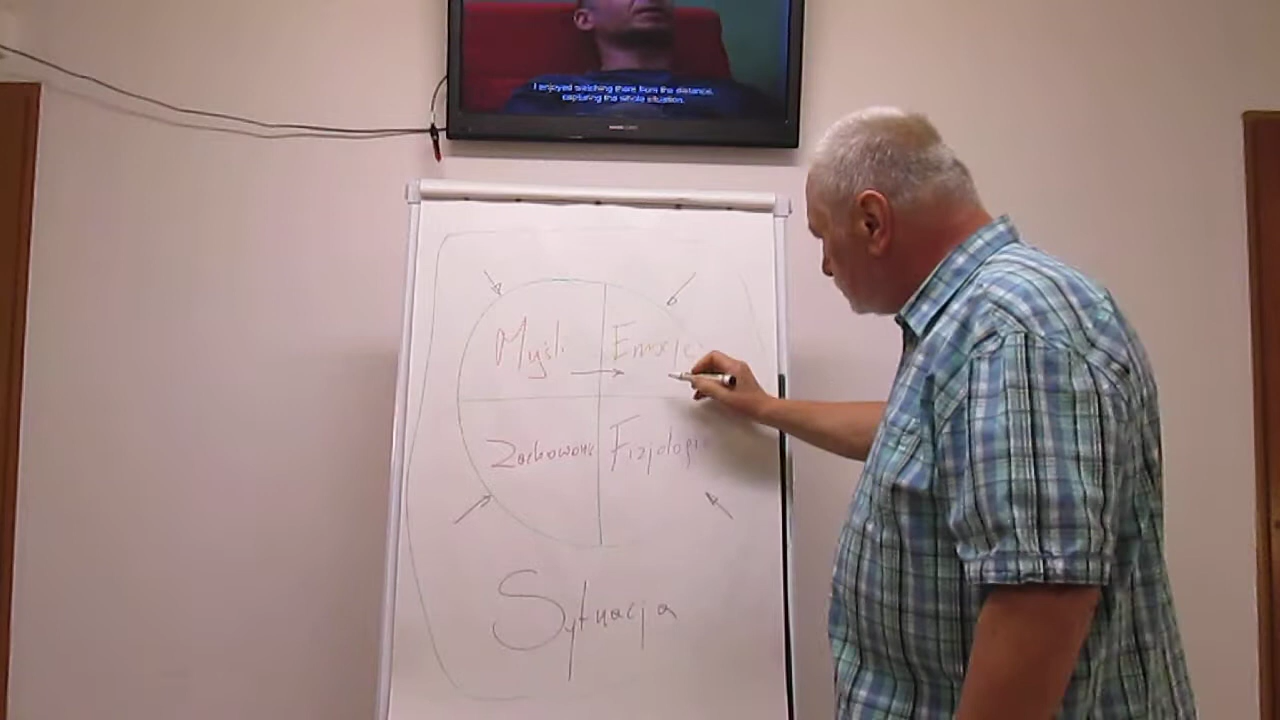 I enjoyed watching them from the distance,
capturing the whole situation.
Myśli
Emocje
Zachowanie
Fizjologia
Sytuacja